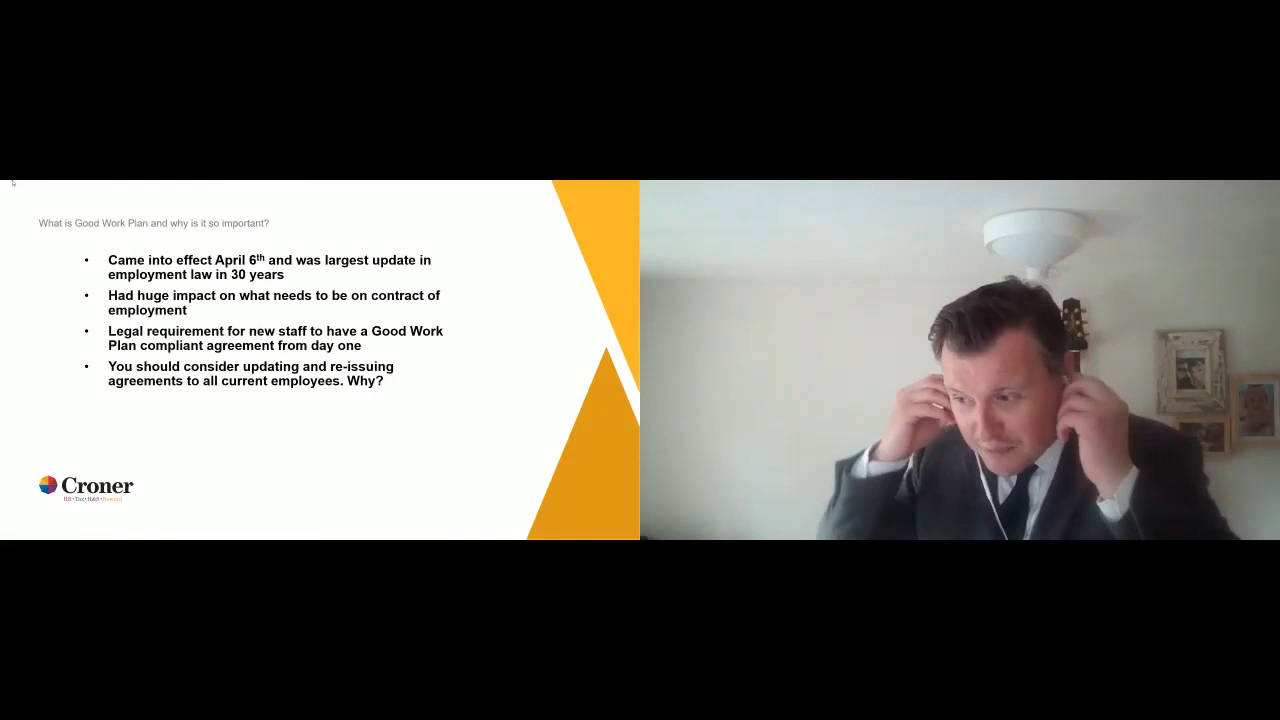 What is Good Work Plan and why is it so important?
• Came into effect April 6th and was largest update in
employment law in 30 years
• Had huge impact on what needs to be on contract of
employment
• Legal requirement for new staff to have a Good Work
Plan compliant agreement from day one
• You should consider updating and re-issuing
agreements to all current employees. Why?
Croner
HR•Tax•H&S•Reward